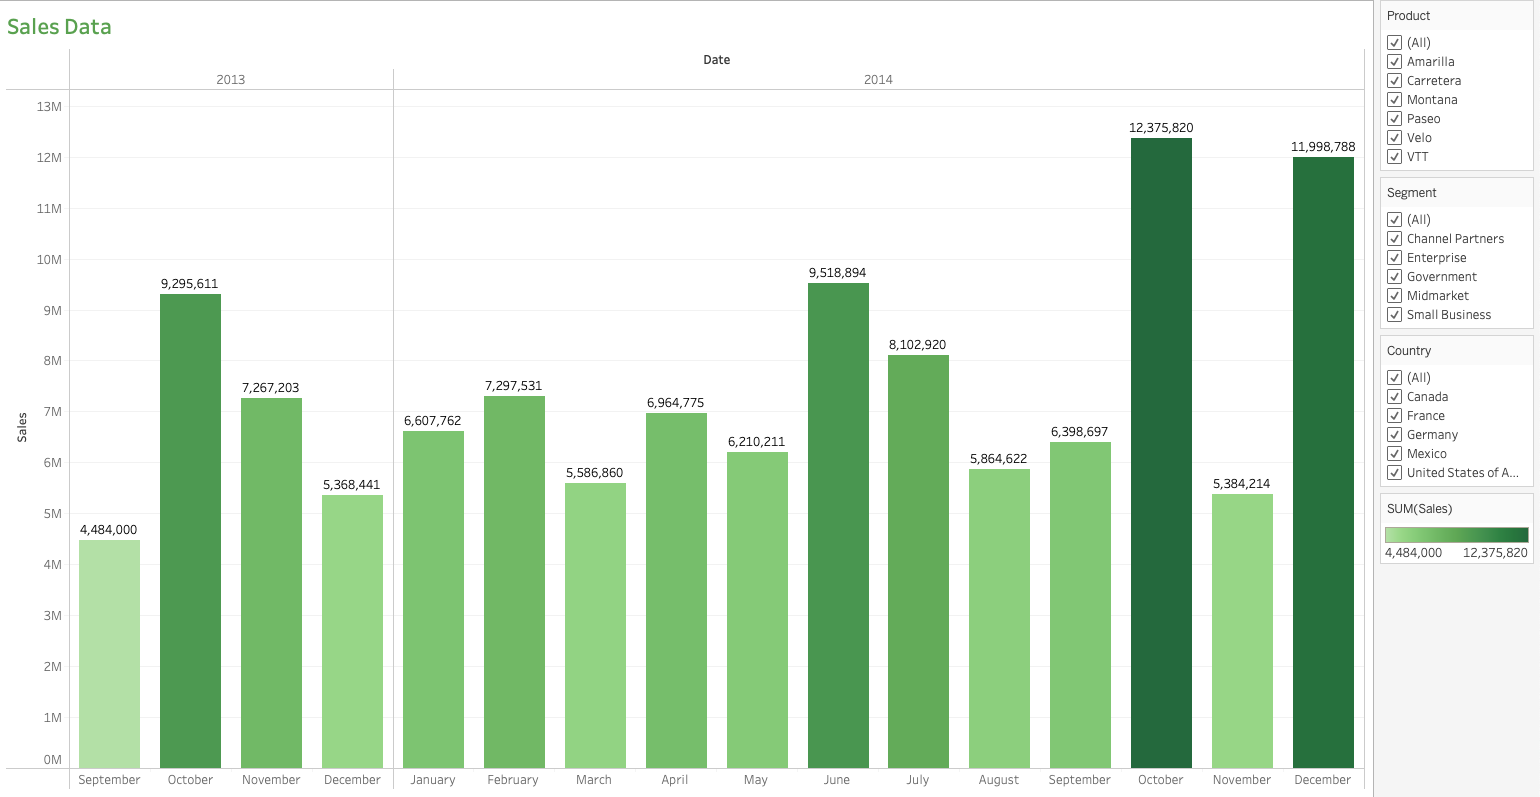 Sales Data
Date
2013 2014
13M
12M
11M
10M
9M
8M
7M
6M
5M
4M
3M
2M
1M
0M
Sales
4,484,000
9,295,611
7,267,203
5,368,441
6,607,762
7,297,531
5,586,860
6,964,775
6,210,211
9,518,894
8,102,920
5,864,622
6,398,697
12,375,820
5,384,214
11,998,788
September October November December January February March April May June July August September October November December
Product
(All)
Amarilla
Carretera
Montana
Paseo
Velo
VTT
Segment
(All)
Channel Partners
Enterprise
Government
Midmarket
Small Business
Country
(All)
Canada
France
Germany
Mexico
United States of A...
SUM(Sales)
4,484,000 12,375,820